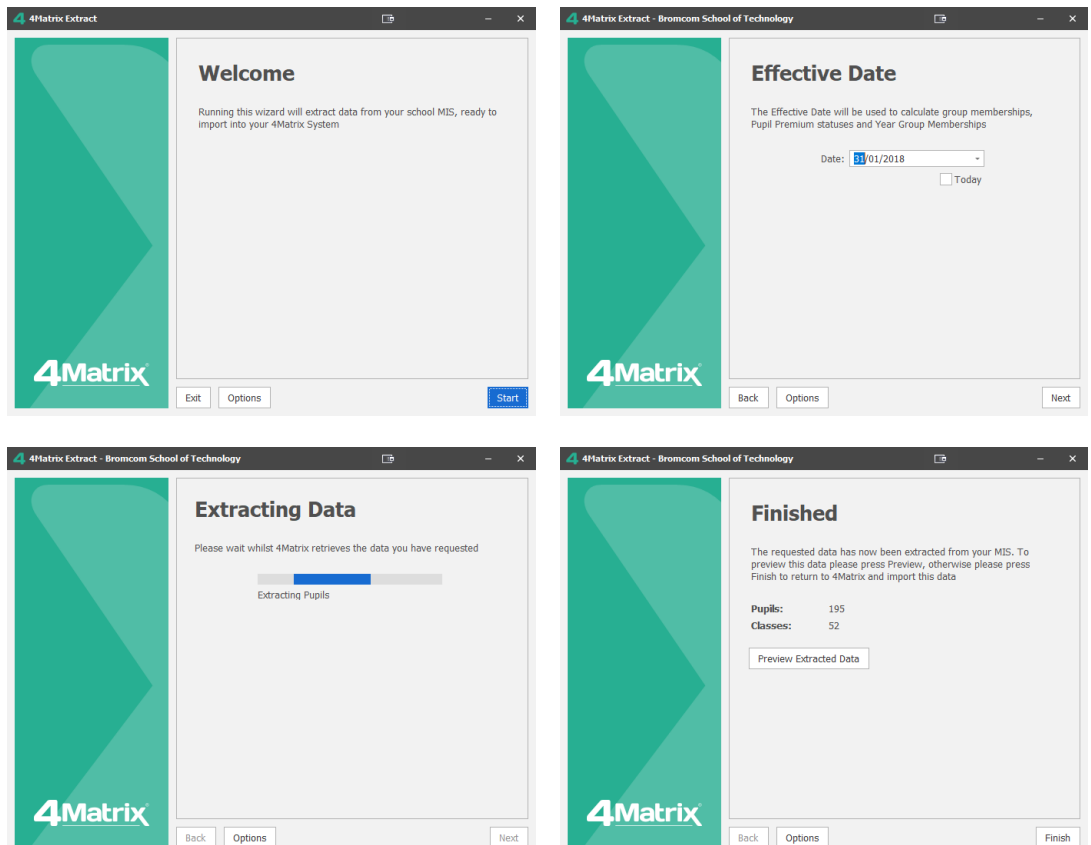 4 4Matrix Extract
Welcome
Running this wizard will extract data from your school MIS, ready to
import into your 4Matrix System
4Matrix
Exit
Options
Start
4 4Matrix Extract - Bromcom School of Technology
Effective Date
The Effective Date will be used to calculate group memberships,
Pupil Premium statuses and Year Group Memberships
Date: 31/01/2018
Today
4Matrix
Back
Options
Next
4 4Matrix Extract - Bromcom School of Technology
Extracting Data
Please wait whilst 4Matrix retrieves the data you have requested
Extracting Pupils
4Matrix
Back
Options
Next
4 4Matrix Extract - Bromcom School of Technology
Finished
The requested data has now been extracted from your MIS. To
preview this data please press Preview, otherwise please press
Finish to return to 4Matrix and import this data
Pupils: 195
Classes: 52
Preview Extracted Data
4Matrix
Back
Options
Finish